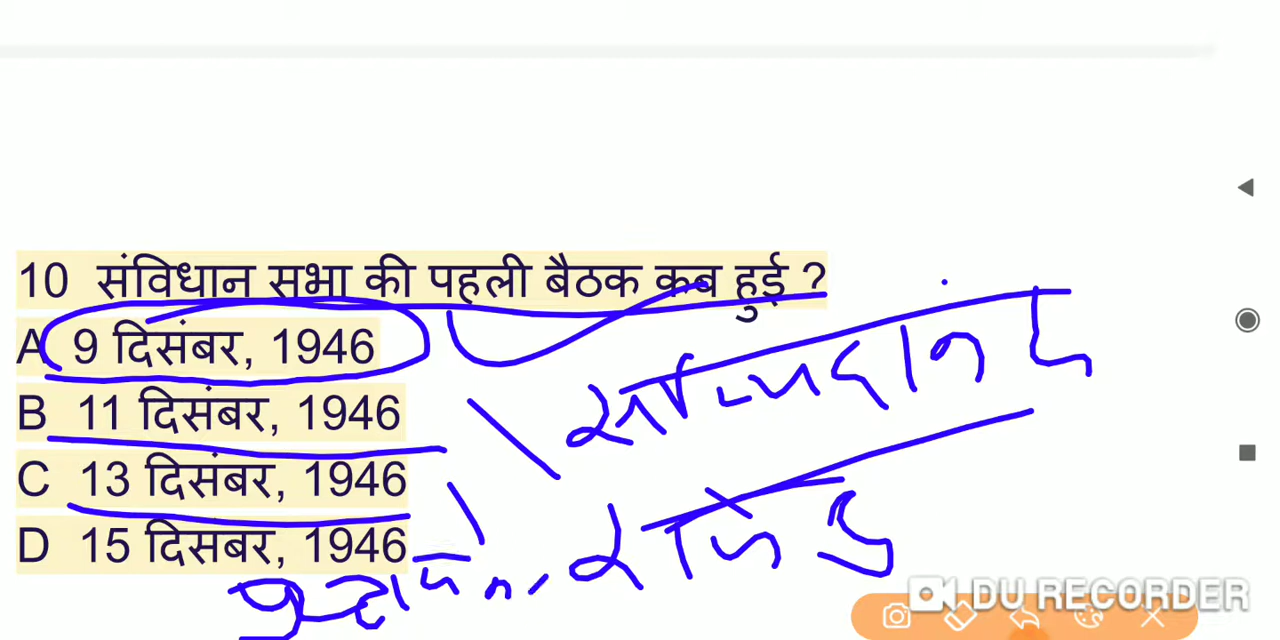 10 संविधान सभा की पहली बैठक कब हुई ?
A 9 दिसंबर, 1946
B 11 दिसंबर, 1946
C 13 दिसंबर, 1946
D 15 दिसंबर, 1946
DU RECORDER